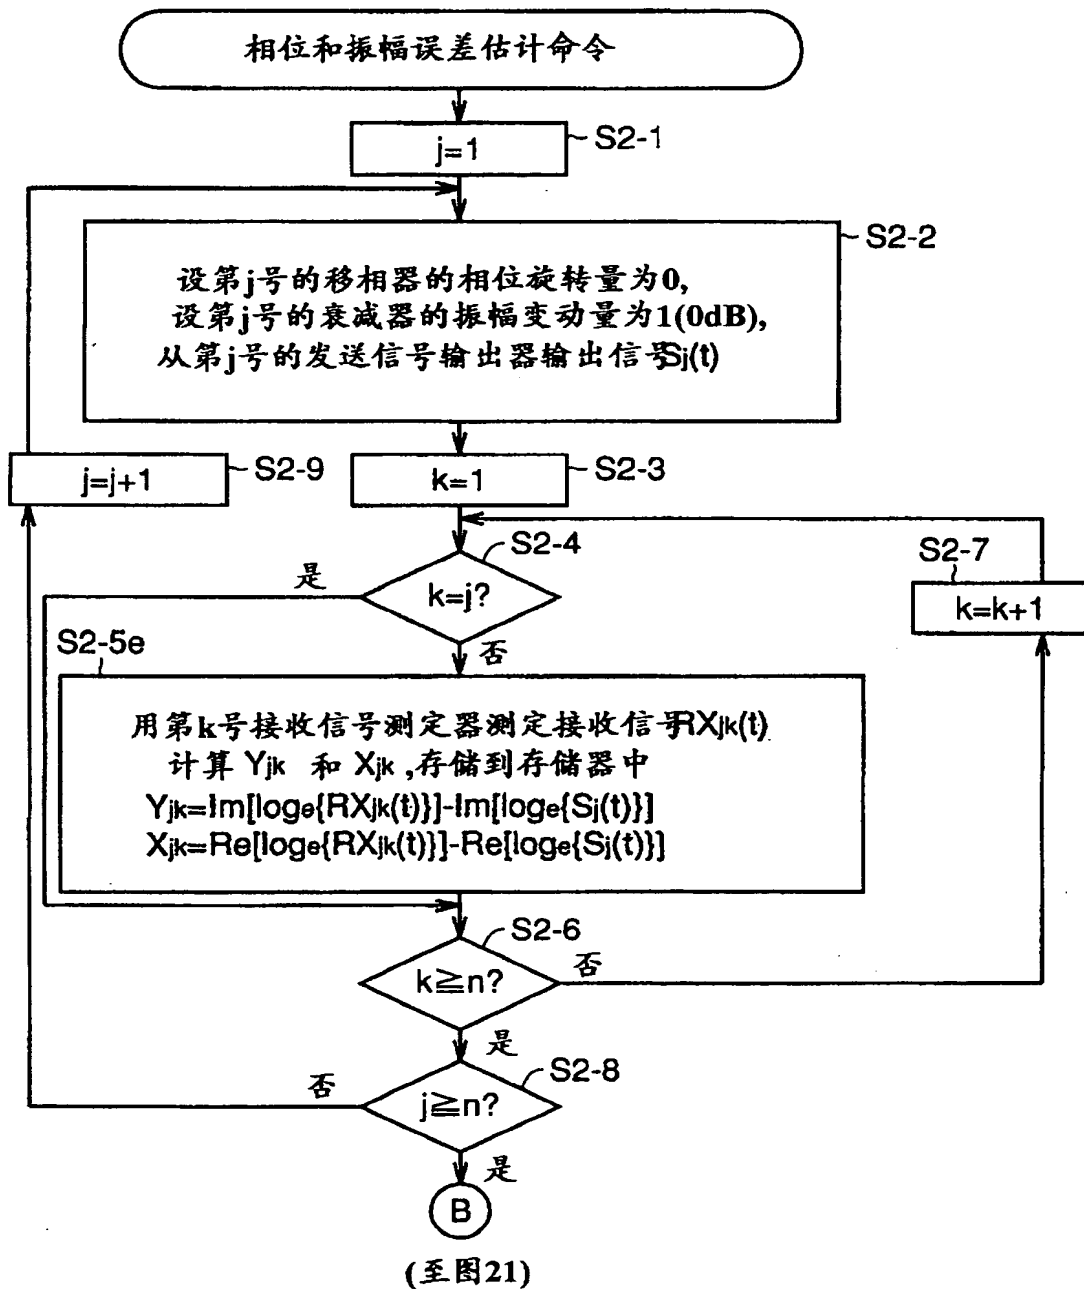 相位和振幅误差估计命令
j=1
S2-1
S2-2
设第j号的移相器的相位旋转量为0,
设第j号的衰减器的振幅变动量为1(0dB),
从第j号的发送信号输出器输出信号Sj(t)
j=j+1
S2-9
k=1
S2-3
S2-4
是
k=j?
否
S2-7
k=k+1
S2-5e
用第k号接收信号测定器测定接收信号RXjk(t)
计算 Yjk 和 Xjk ,存储到存储器中
Yjk=Im[loge{RXjk(t)}]-Im[loge{Sj(t)}]
Xjk=Re[loge{RXjk(t)}]-Re[loge{Sj(t)}]
S2-6
k≧n?
否
是
S2-8
否
j≧n?
是
B
(至图21)